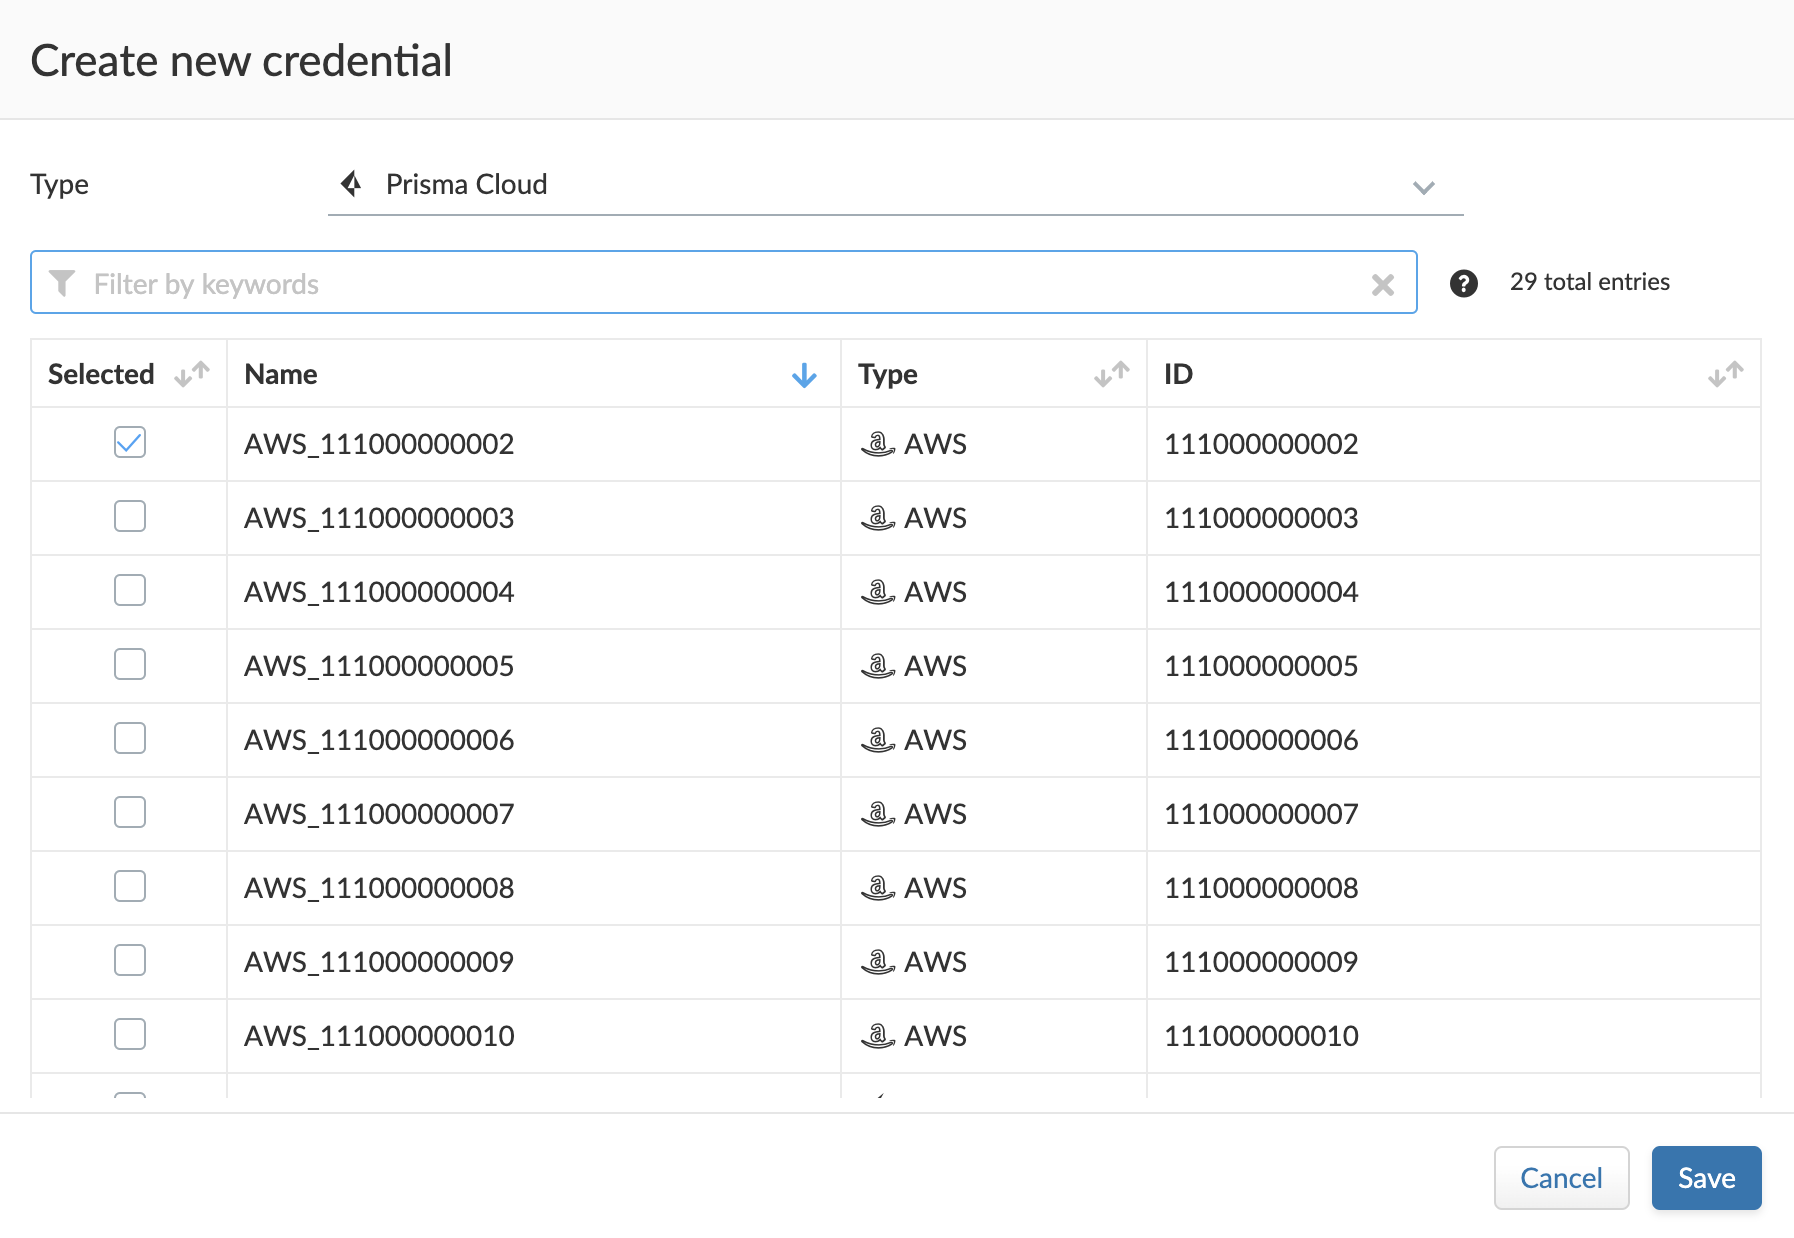 Create new credential
Type Prisma Cloud
Filter by keywords ? 29 total entries
Selected Name Type ID
AWS_111000000002 AWS 111000000002
AWS_111000000003 AWS 111000000003
AWS_111000000004 AWS 111000000004
AWS_111000000005 AWS 111000000005
AWS_111000000006 AWS 111000000006
AWS_111000000007 AWS 111000000007
AWS_111000000008 AWS 111000000008
AWS_111000000009 AWS 111000000009
AWS_111000000010 AWS 111000000010
Cancel Save